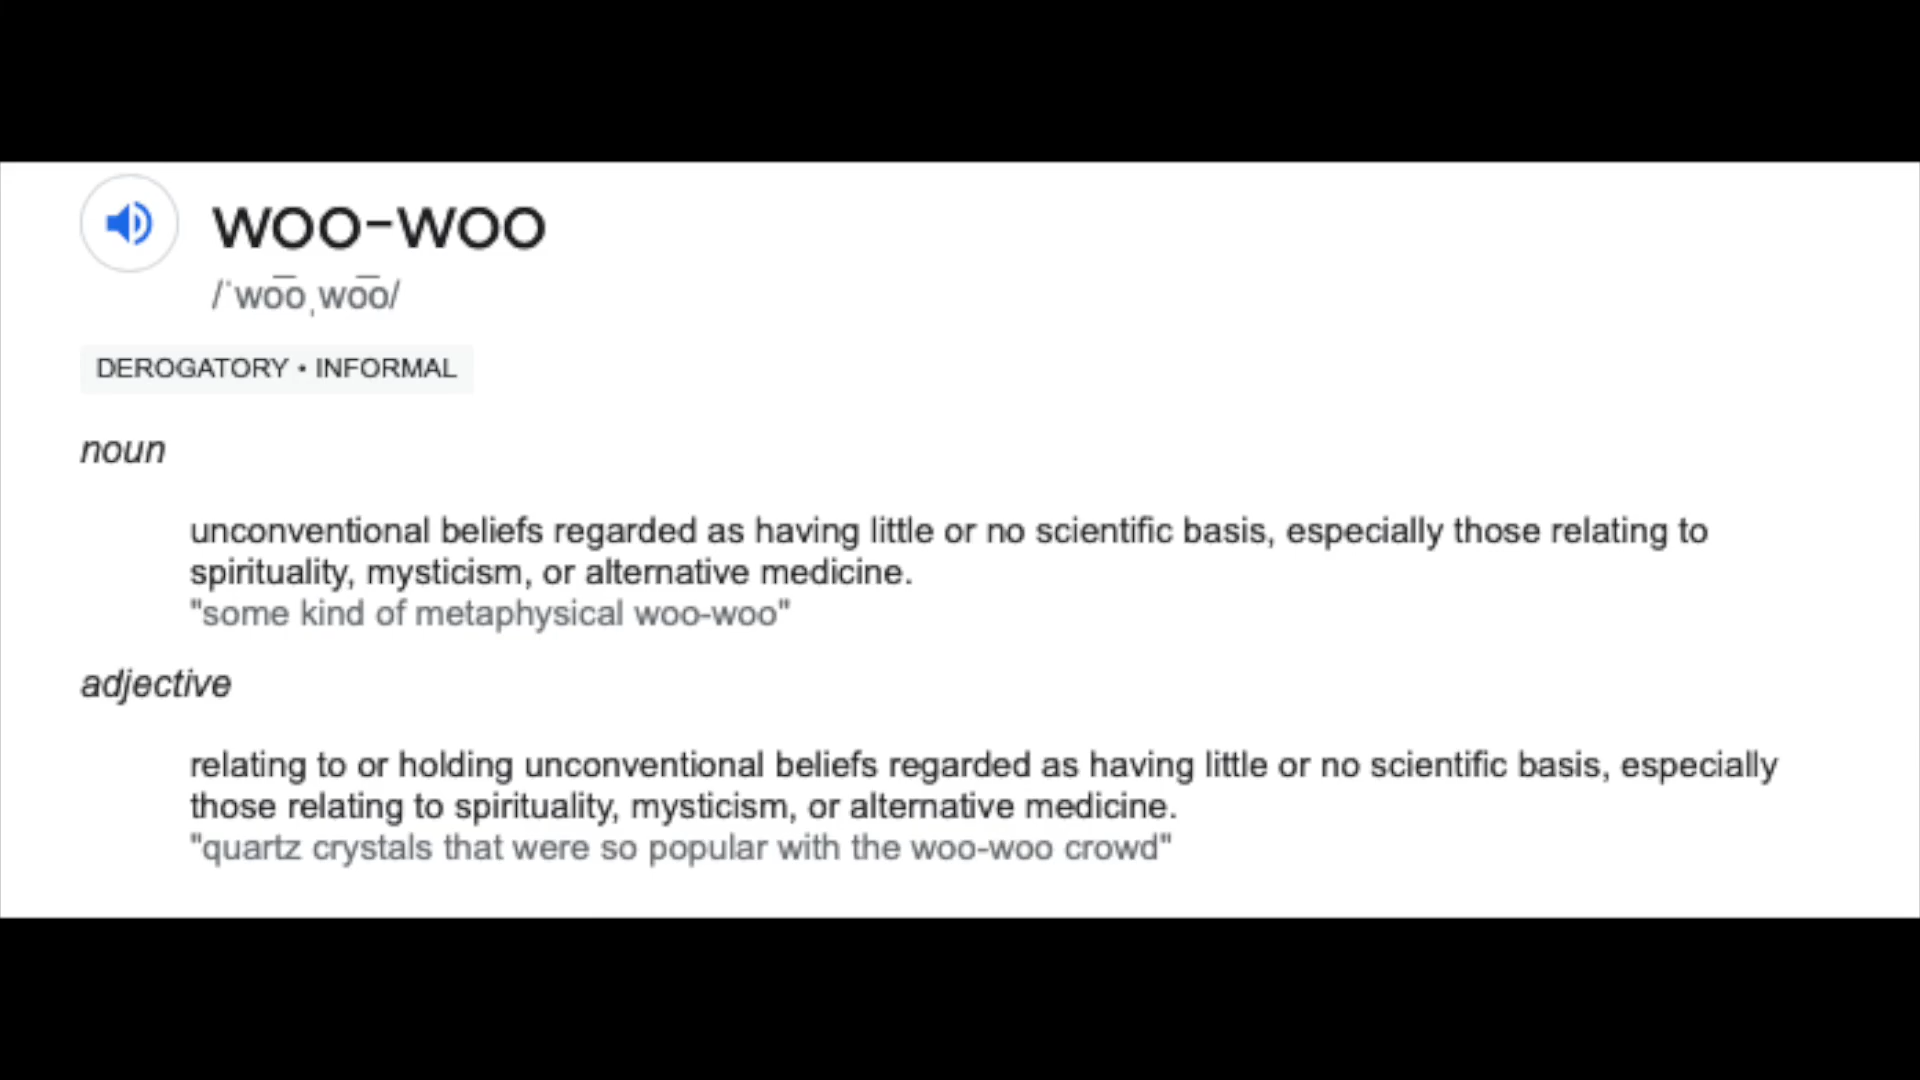 woo-woo
/ˈwo͞oˌwo͞o/
DEROGATORY • INFORMAL
noun
unconventional beliefs regarded as having little or no scientific basis, especially those relating to
spirituality, mysticism, or alternative medicine.
"some kind of metaphysical woo-woo"
adjective
relating to or holding unconventional beliefs regarded as having little or no scientific basis, especially
those relating to spirituality, mysticism, or alternative medicine.
"quartz crystals that were so popular with the woo-woo crowd"